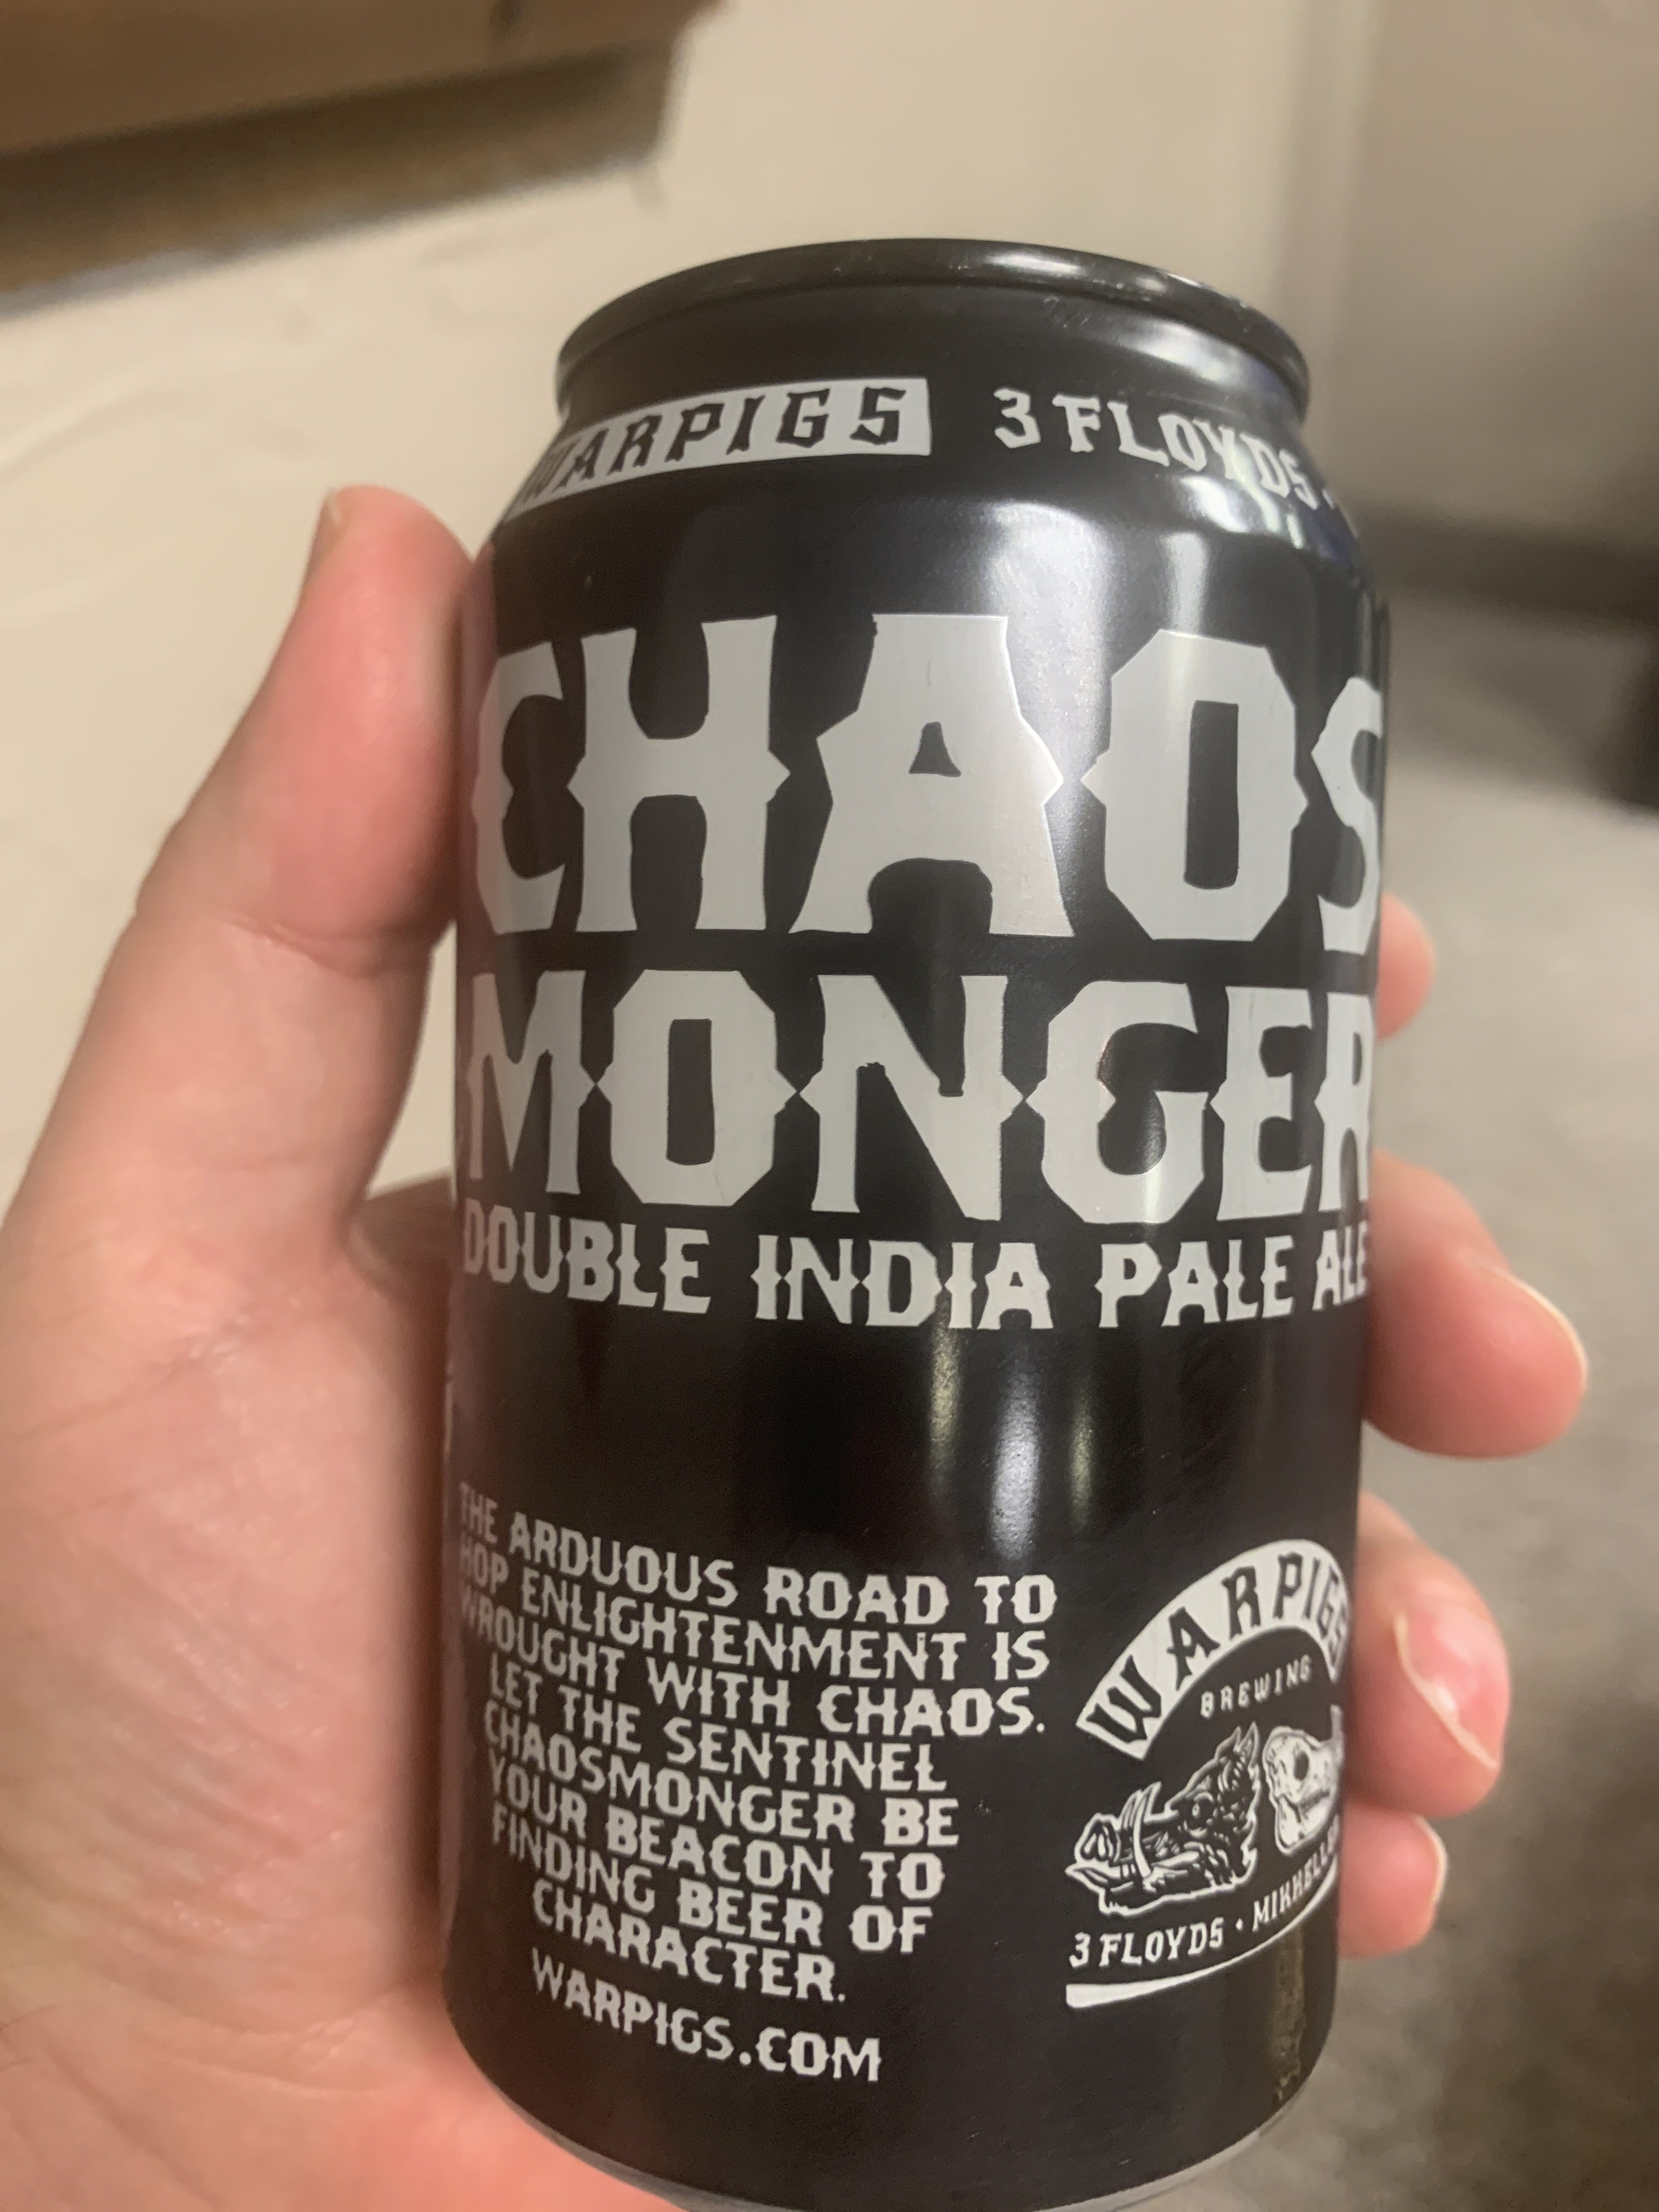 WARPIGS 3 FLOYDS
CHAOS
MONGER
DOUBLE INDIA PALE ALE
THE ARDUOUS ROAD TO
HOP ENLIGHTENMENT IS
WROUGHT WITH CHAOS.
LET THE SENTINEL
CHAOSMONGER BE
YOUR BEACON TO
FINDING BEER OF
CHARACTER.
WARPIGS.COM
WARPIGS
BREWING
3 FLOYDS • MIKKELLER